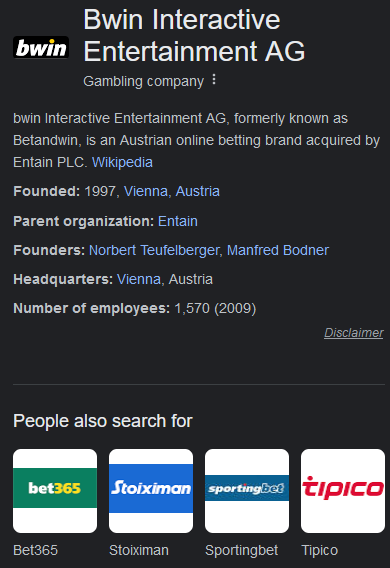 Bwin Interactive
Entertainment AG
bwin
Gambling company
bwin Interactive Entertainment AG, formerly known as
Betandwin, is an Austrian online betting brand acquired by
Entain PLC. Wikipedia
Founded: 1997, Vienna, Austria
Parent organization: Entain
Founders: Norbert Teufelberger, Manfred Bodner
Headquarters: Vienna, Austria
Number of employees: 1,570 (2009)
Disclaimer
People also search for
bet365
Stoiximan
sportingbet
tipico
Bet365
Stoiximan
Sportingbet
Tipico